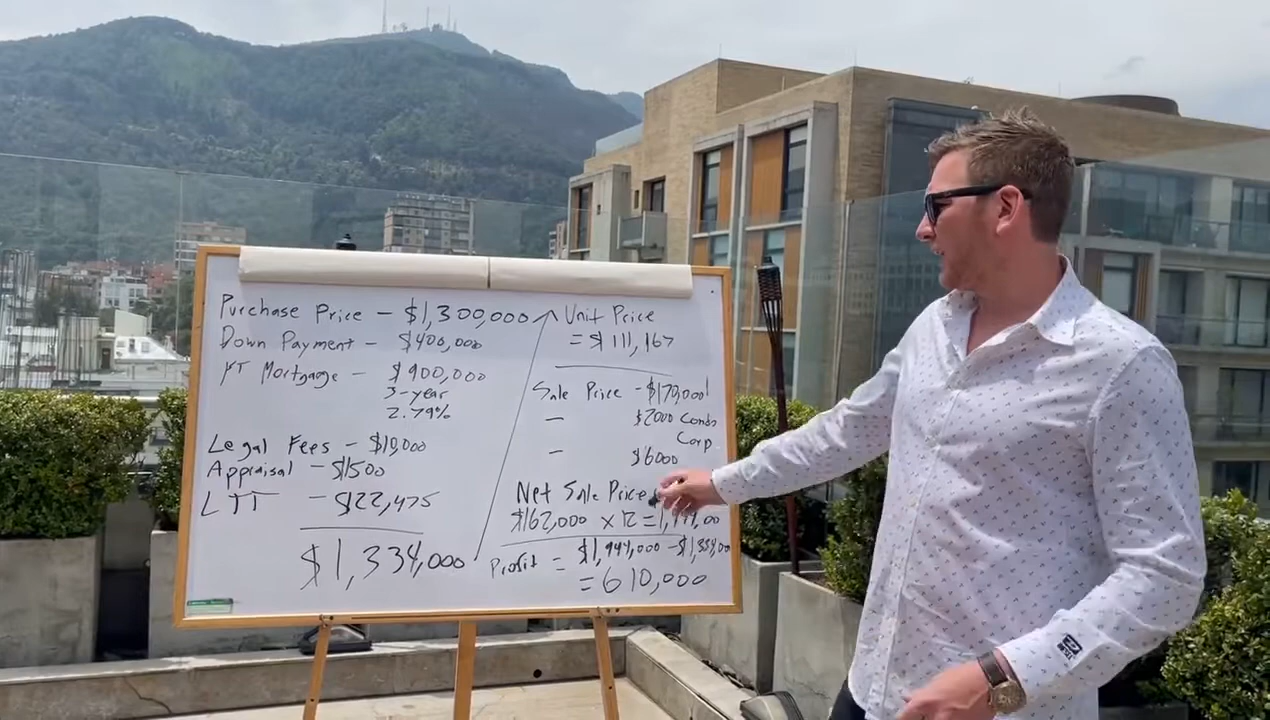 Purchase Price - $1,300,000
Down Payment - $400,000
Mortgage - $900,000
3-year
2.79%
Legal Fees - $10,000
Appraisal - $1500
LTT - $22,475
$1,334,000
Unit Price
= $111,167
Sale Price - $170,000
- $2000 Condo
Corp
- $6000
Net Sale Price
$162,000 x 12 =
Profit = $1,944,000 - $1,334,00
= 610,000